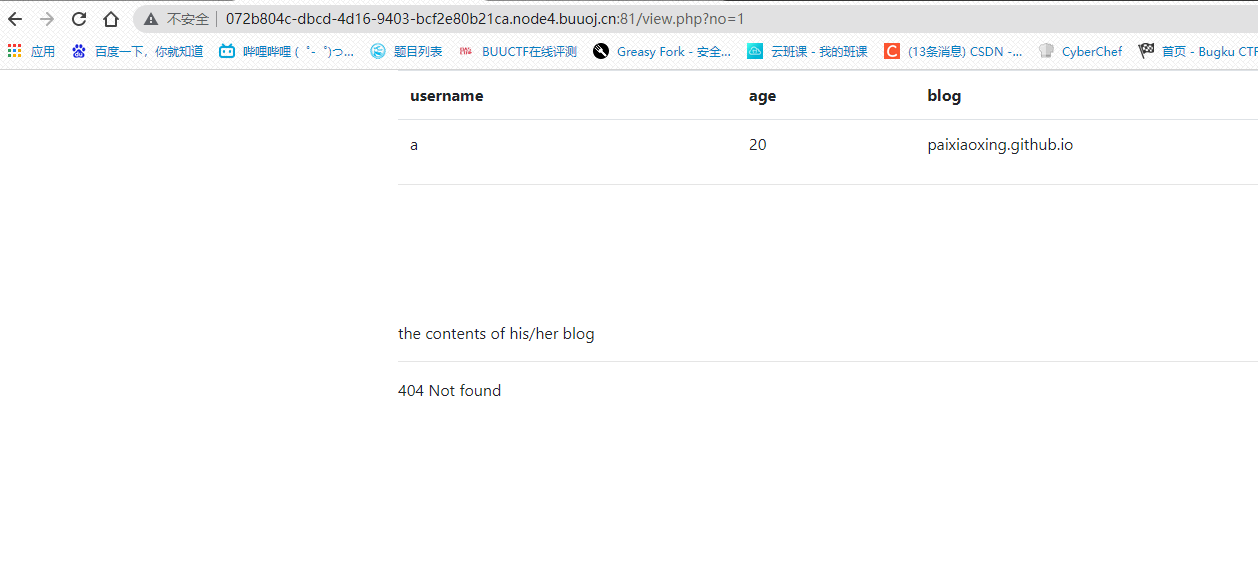 不安全 072b804c-dbcd-4d16-9403-bcf2e80b21ca.node4.buuoj.cn:81/view.php?no=1
应用 百度一下，你就知道 哔哩哔哩 ( ゜- ゜)つ... 题目列表 BUUCTF在线评测 Greasy Fork - 安全... 云班课 - 我的班课 C (13条消息) CSDN -... CyberChef 首页 - Bugku CTF
username age blog
a 20 paixiaoxing.github.io
the contents of his/her blog
404 Not found